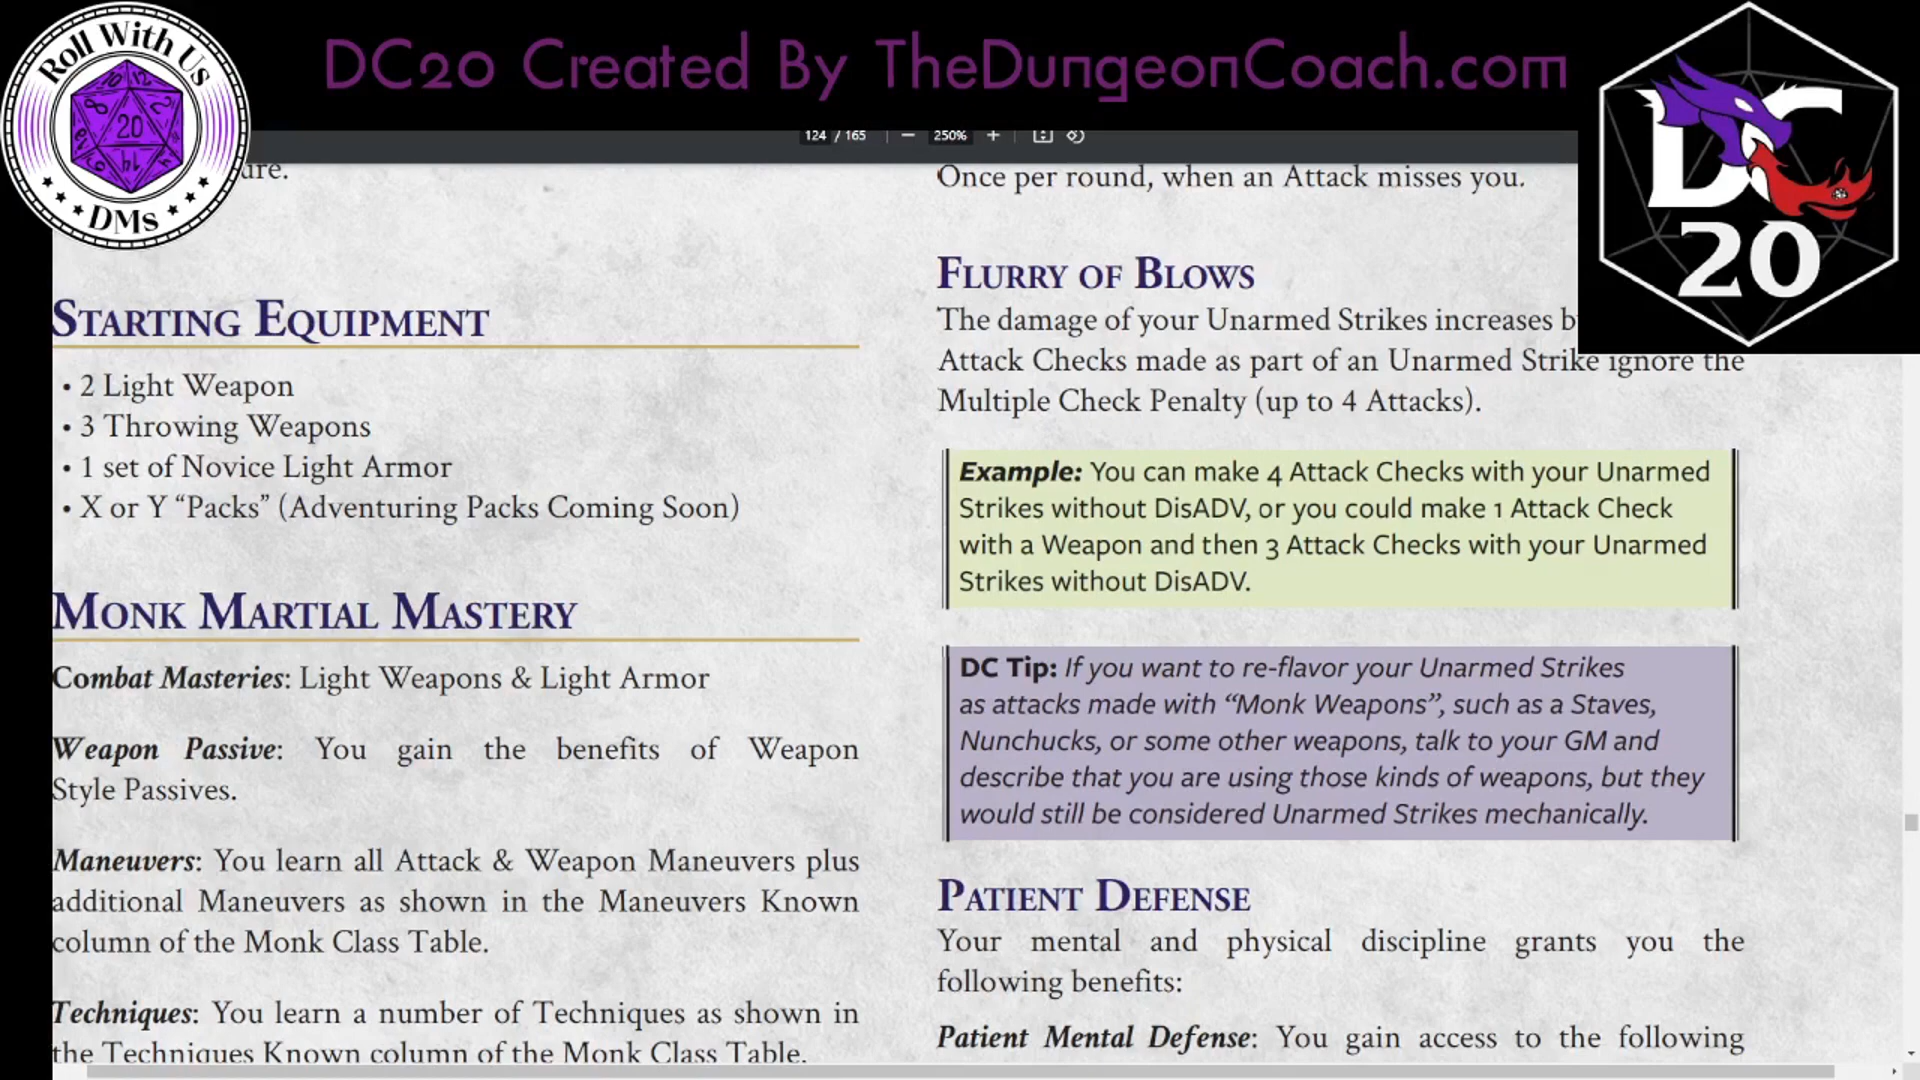 Roll With Us
20
DMs
DC20 Created By TheDungeonCoach.com
DC
20
124 / 165
250%
STARTING EQUIPMENT
• 2 Light Weapon
• 3 Throwing Weapons
• 1 set of Novice Light Armor
• X or Y “Packs” (Adventuring Packs Coming Soon)
MONK MARTIAL MASTERY
Combat Masteries: Light Weapons & Light Armor
Weapon Passive: You gain the benefits of Weapon
Style Passives.
Maneuvers: You learn all Attack & Weapon Maneuvers plus
additional Maneuvers as shown in the Maneuvers Known
column of the Monk Class Table.
Techniques: You learn a number of Techniques as shown in
the Techniques Known column of the Monk Class Table.
Once per round, when an Attack misses you.
FLURRY OF BLOWS
The damage of your Unarmed Strikes increases
Attack Checks made as part of an Unarmed Strike ignore the
Multiple Check Penalty (up to 4 Attacks).
Example: You can make 4 Attack Checks with your Unarmed
Strikes without DisADV, or you could make 1 Attack Check
with a Weapon and then 3 Attack Checks with your Unarmed
Strikes without DisADV.
DC Tip: If you want to re-flavor your Unarmed Strikes
as attacks made with “Monk Weapons”, such as a Staves,
Nunchucks, or some other weapons, talk to your GM and
describe that you are using those kinds of weapons, but they
would still be considered Unarmed Strikes mechanically.
PATIENT DEFENSE
Your mental and physical discipline grants you the
following benefits:
Patient Mental Defense: You gain access to the following